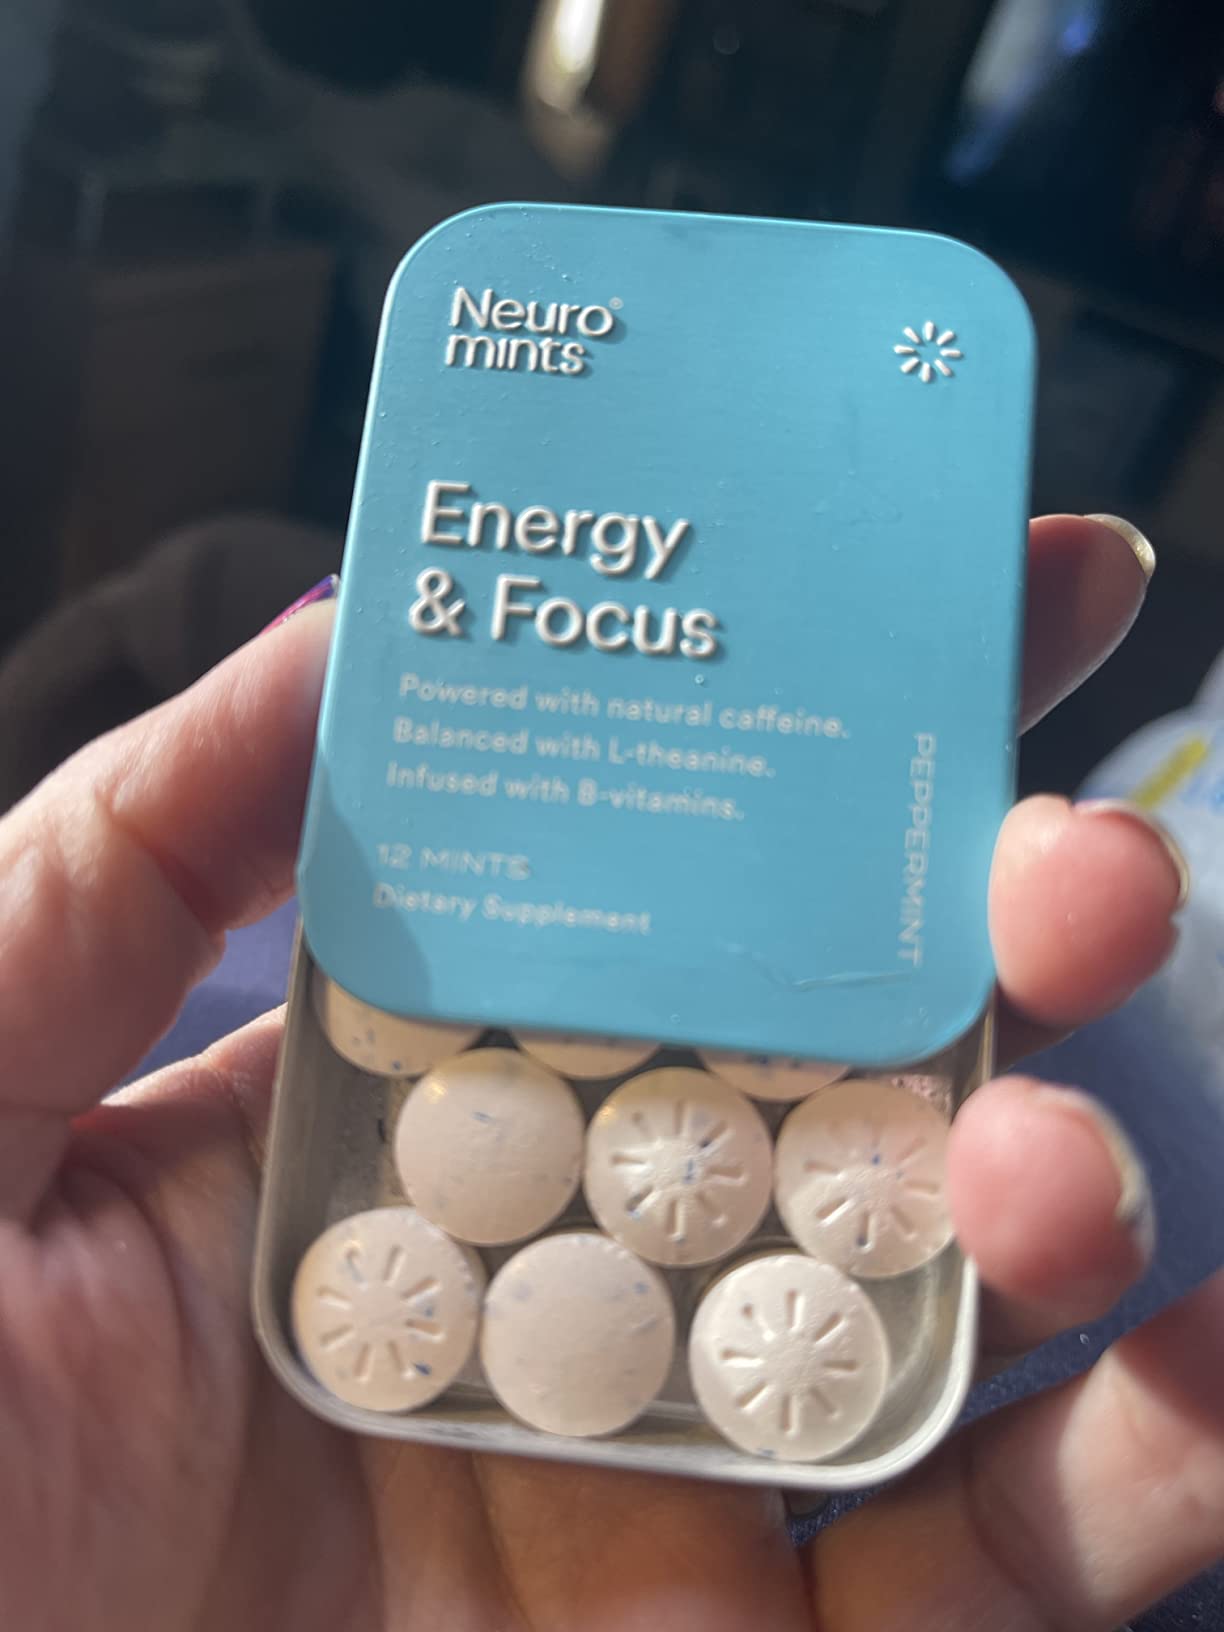 Neuro®
mints
Energy
& Focus
Powered with natural caffeine.
Balanced with L-theanine.
Infused with B-vitamins.
12 MINTS
Dietary Supplement
PEPPERMINT